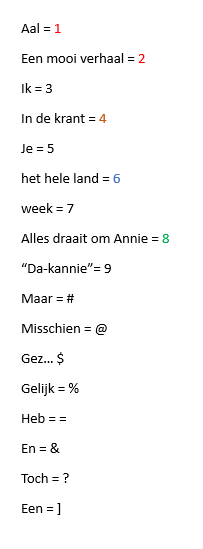 Aal = 1
Een mooi verhaal = 2
Ik = 3
In de krant = 4
Je = 5
het hele land = 6
week = 7
Alles draait om Annie = 8
“Da-kannie”= 9
Maar = #
Misschien = @
Gez... $
Gelijk = %
Heb = =
En = &
Toch = ?
Een = ]